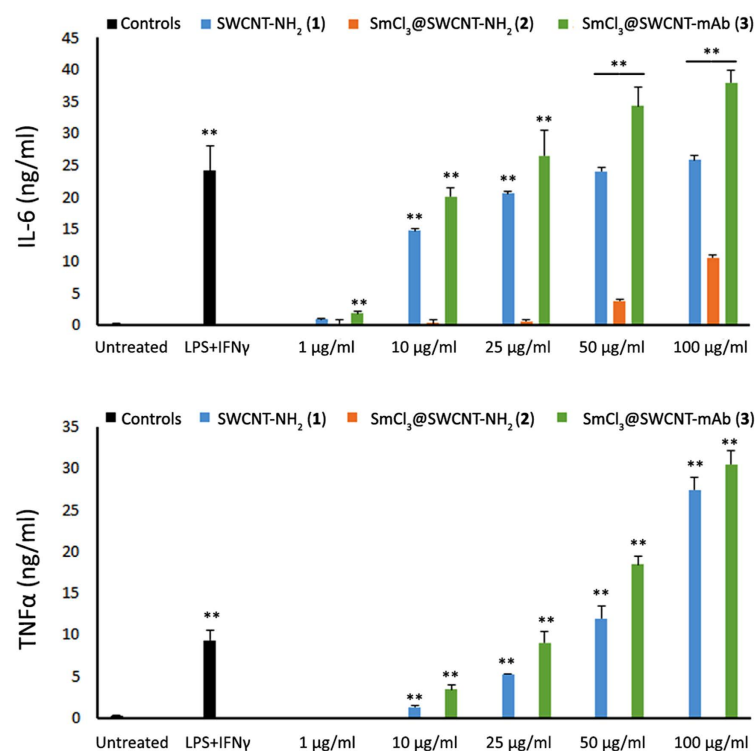 Controls SWCNT-NH₂ (1) SmCl₃@SWCNT-NH₂ (2) SmCl₃@SWCNT-mAb (3)
IL-6 (ng/ml)
45
40
35
30
25
20
15
10
5
0
** ** ** ** ** ** ** **
Untreated LPS+IFNγ 1 µg/ml 10 µg/ml 25 µg/ml 50 µg/ml 100 µg/ml
Controls SWCNT-NH₂ (1) SmCl₃@SWCNT-NH₂ (2) SmCl₃@SWCNT-mAb (3)
TNFα (ng/ml)
35
30
25
20
15
10
5
0
** ** ** ** ** ** ** ** **
Untreated LPS+IFNγ 1 µg/ml 10 µg/ml 25 µg/ml 50 µg/ml 100 µg/ml